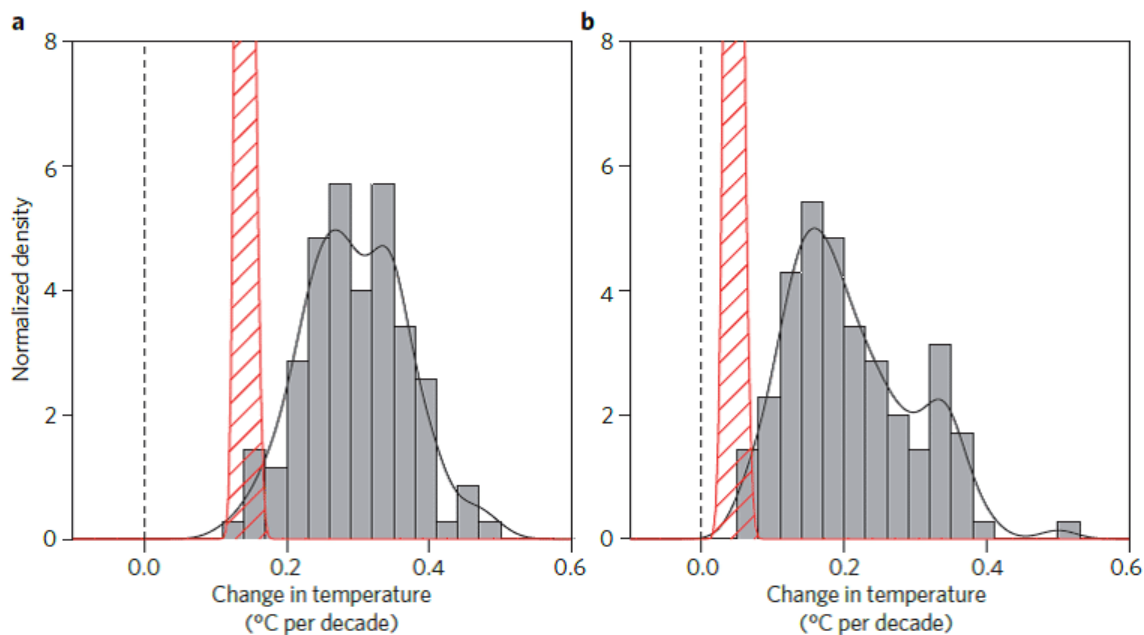 a
b
Normalized density
8
6
4
2
0
0.0
0.2
0.4
0.6
Change in temperature
(ºC per decade)
8
6
4
2
0
0.0
0.2
0.4
0.6
Change in temperature
(ºC per decade)